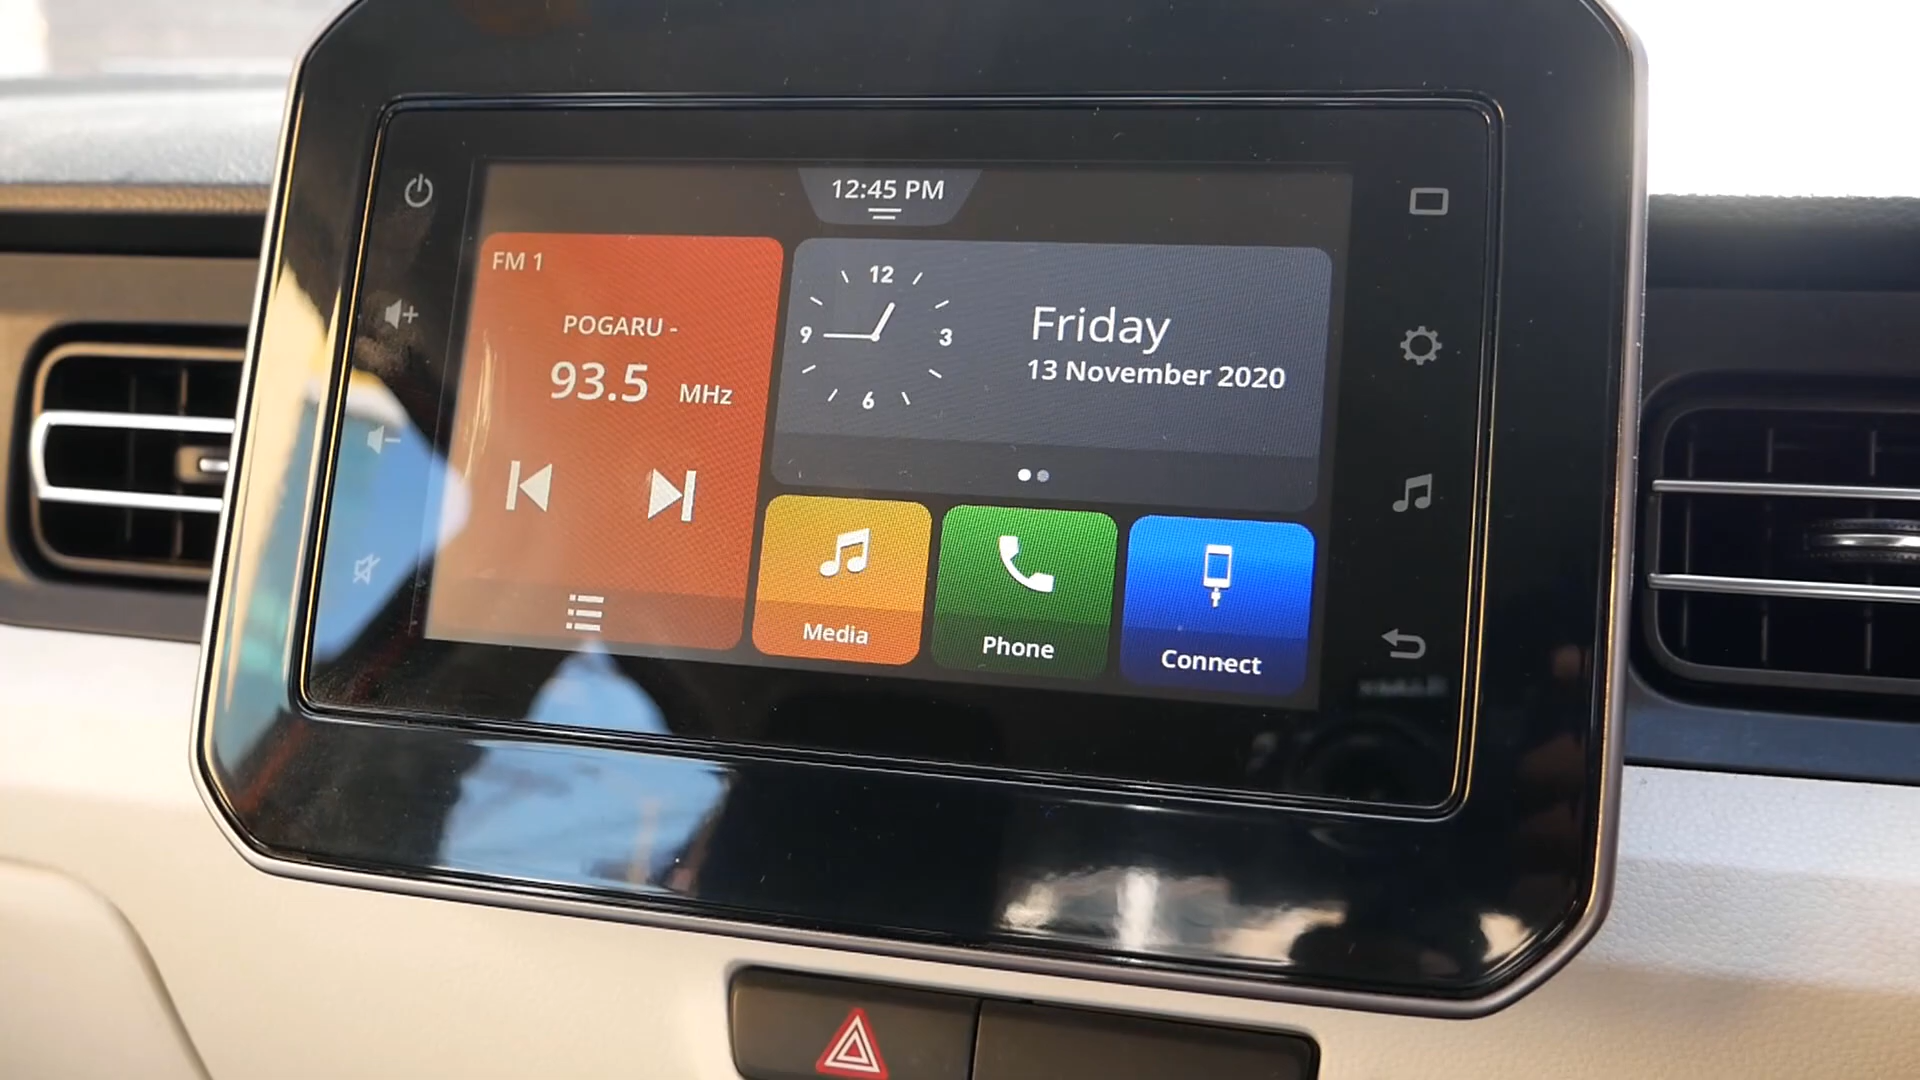 12:45 PM
FM 1
POGARU -
93.5 MHz
12
9
3
6
Friday
13 November 2020
Media
Phone
Connect